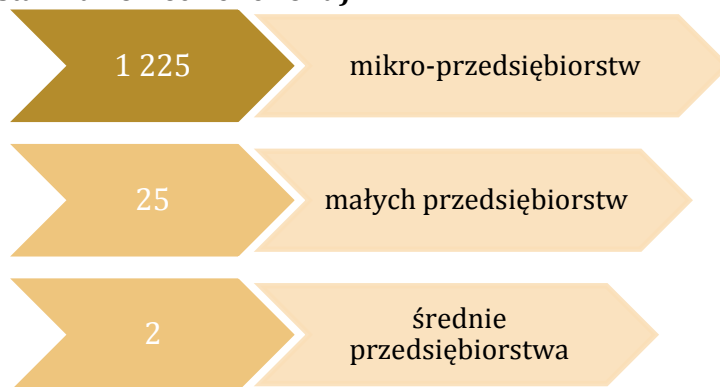 1 225
mikro-przedsiębiorstw
25
małych przedsiębiorstw
2
średnie
przedsiębiorstwa